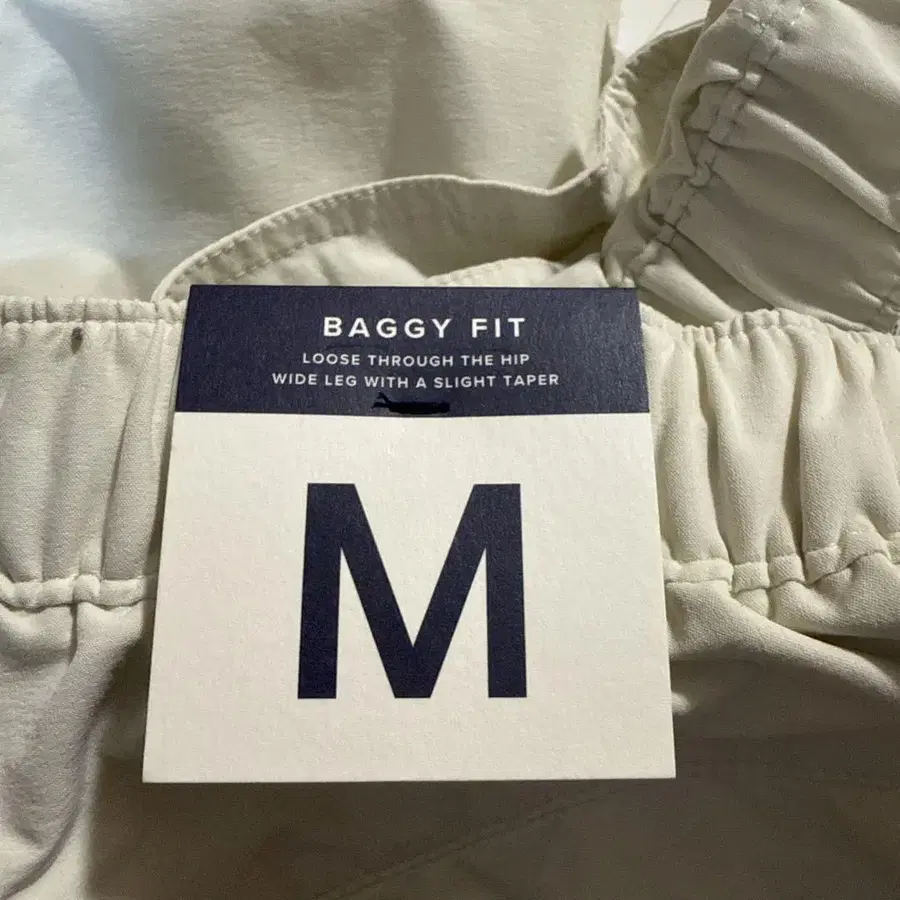 BAGGY FIT
LOOSE THROUGH THE HIP
WIDE LEG WITH A SLIGHT TAPER
M